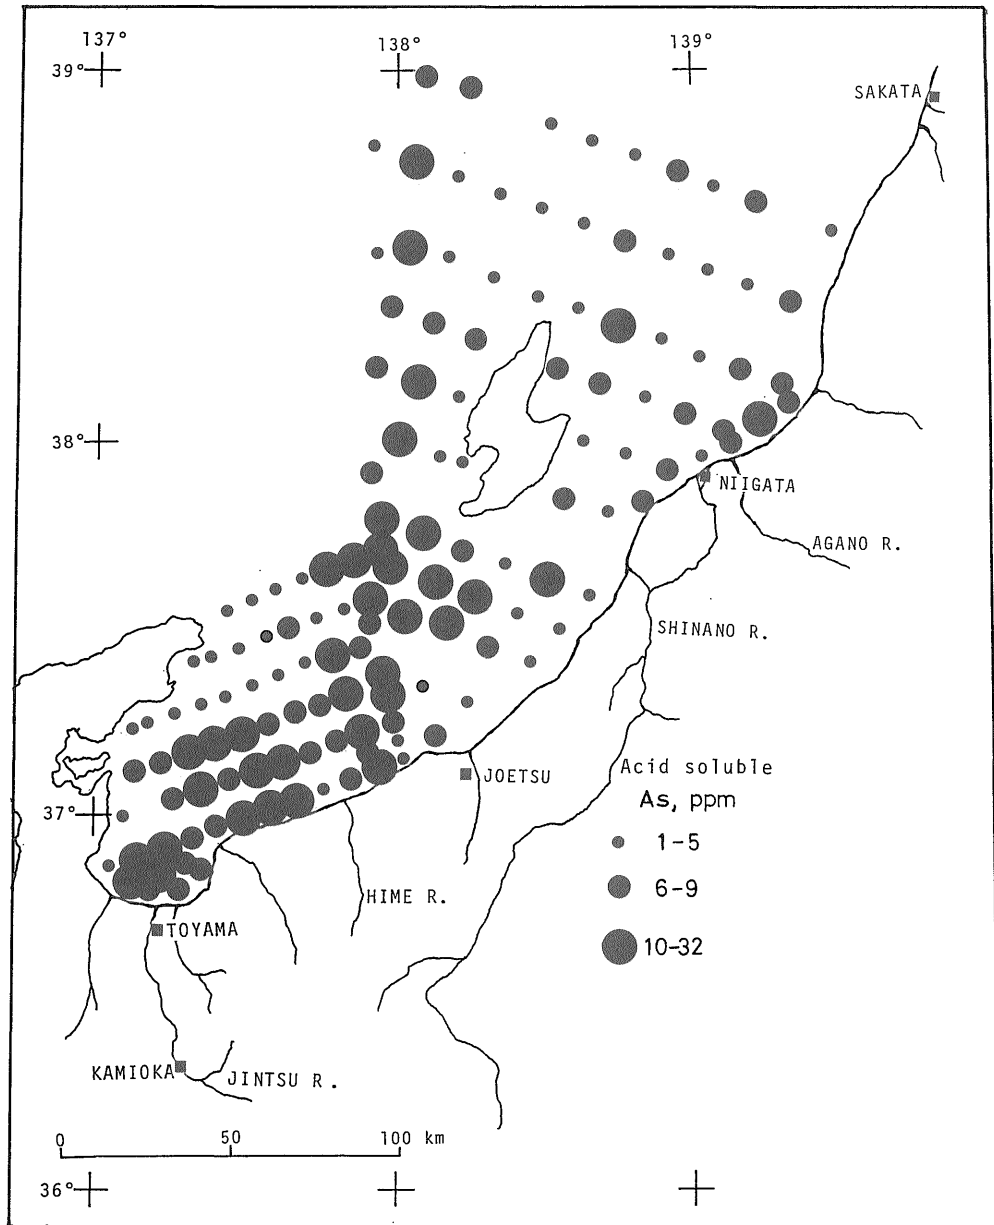 137°
138°
139°
39°
SAKATA
38°
NIIGATA
AGANO R.
SHINANO R.
Acid soluble
As, ppm
JOETSU
37°
1-5
6-9
HIME R.
TOYAMA
10-32
KAMIOKA
JINTSU R.
0 50 100 km
36°